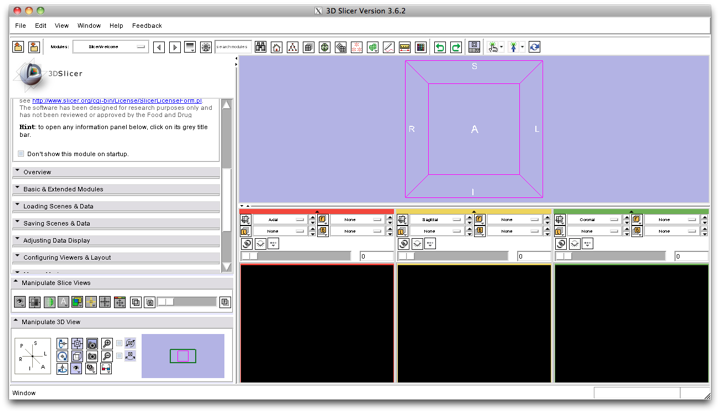 3D Slicer Version 3.6.2
File Edit View Window Help Feedback
Modules: SlicerWelcome
3DSlicer
see http://www.slicer.org/cgi-bin/License/SlicerLicenseForm.pl.
The software has been designed for research purposes only and
has not been reviewed or approved by the Food and Drug
Hint: to open any information panel below, click on its grey title
bar.
Don't show this module on startup.
Overview
Basic & Extended Modules
Loading Scenes & Data
Saving Scenes & Data
Adjusting Data Display
Configuring Viewers & Layout
Manipulate Slice Views
Manipulate 3D View
P S L R I A
S
R A L
I
Axial None Sagittal None Coronal None
None None None None None None
0 0 0
Window